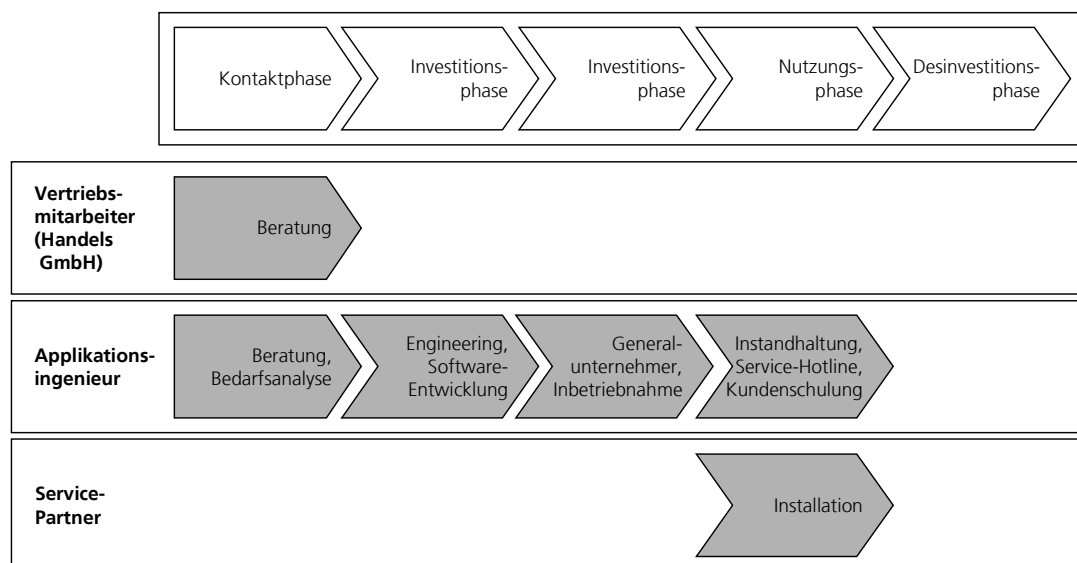 Kontaktphase
Investitions-
phase
Investitions-
phase
Nutzungs-
phase
Desinvestitions-
phase
Vertriebs-
mitarbeiter
(Handels
GmbH)
Beratung
Applikations-
ingenieur
Beratung,
Bedarfsanalyse
Engineering,
Software-
Entwicklung
General-
unternehmer,
Inbetriebnahme
Instandhaltung,
Service-Hotline,
Kundenschulung
Service-
Partner
Installation